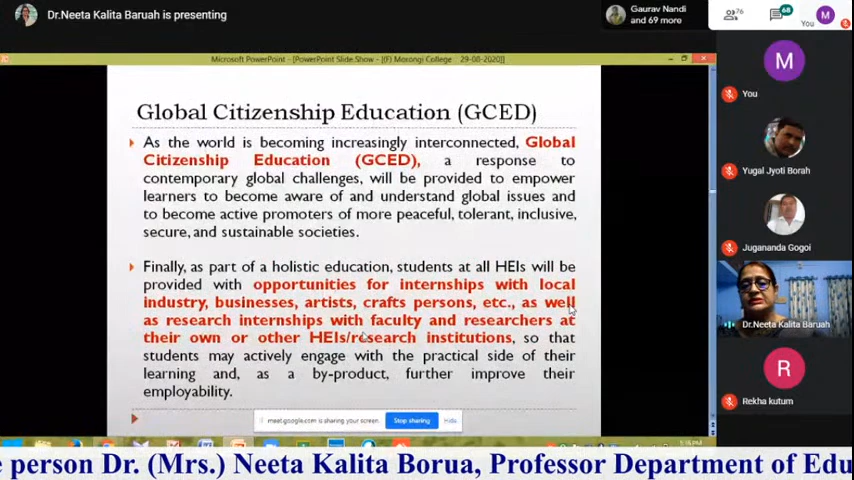 Dr.Neeta Kalita Baruah is presenting
Gaurav Nandi
and 69 more
76
68
You
M
Microsoft PowerPoint - [PowerPoint Slide.Show - [(F) Morongi College 29-08-2020]]
Global Citizenship Education (GCED)
As the world is becoming increasingly interconnected, Global
Citizenship Education (GCED), a response to
contemporary global challenges, will be provided to empower
learners to become aware of and understand global issues and
to become active promoters of more peaceful, tolerant, inclusive,
secure, and sustainable societies.
Finally, as part of a holistic education, students at all HEIs will be
provided with opportunities for internships with local
industry, businesses, artists, crafts persons, etc., as well
as research internships with faculty and researchers at
their own or other HEIs/research institutions, so that
students may actively engage with the practical side of their
learning and, as a by-product, further improve their
employability.
meet.google.com is sharing your screen.
Stop sharing
Hide
M
You
Yugal Jyoti Borah
Jugananda Gogoi
Dr.Neeta Kalita Baruah
R
Rekha kutum
e person Dr. (Mrs.) Neeta Kalita Borua, Professor Department of Edu